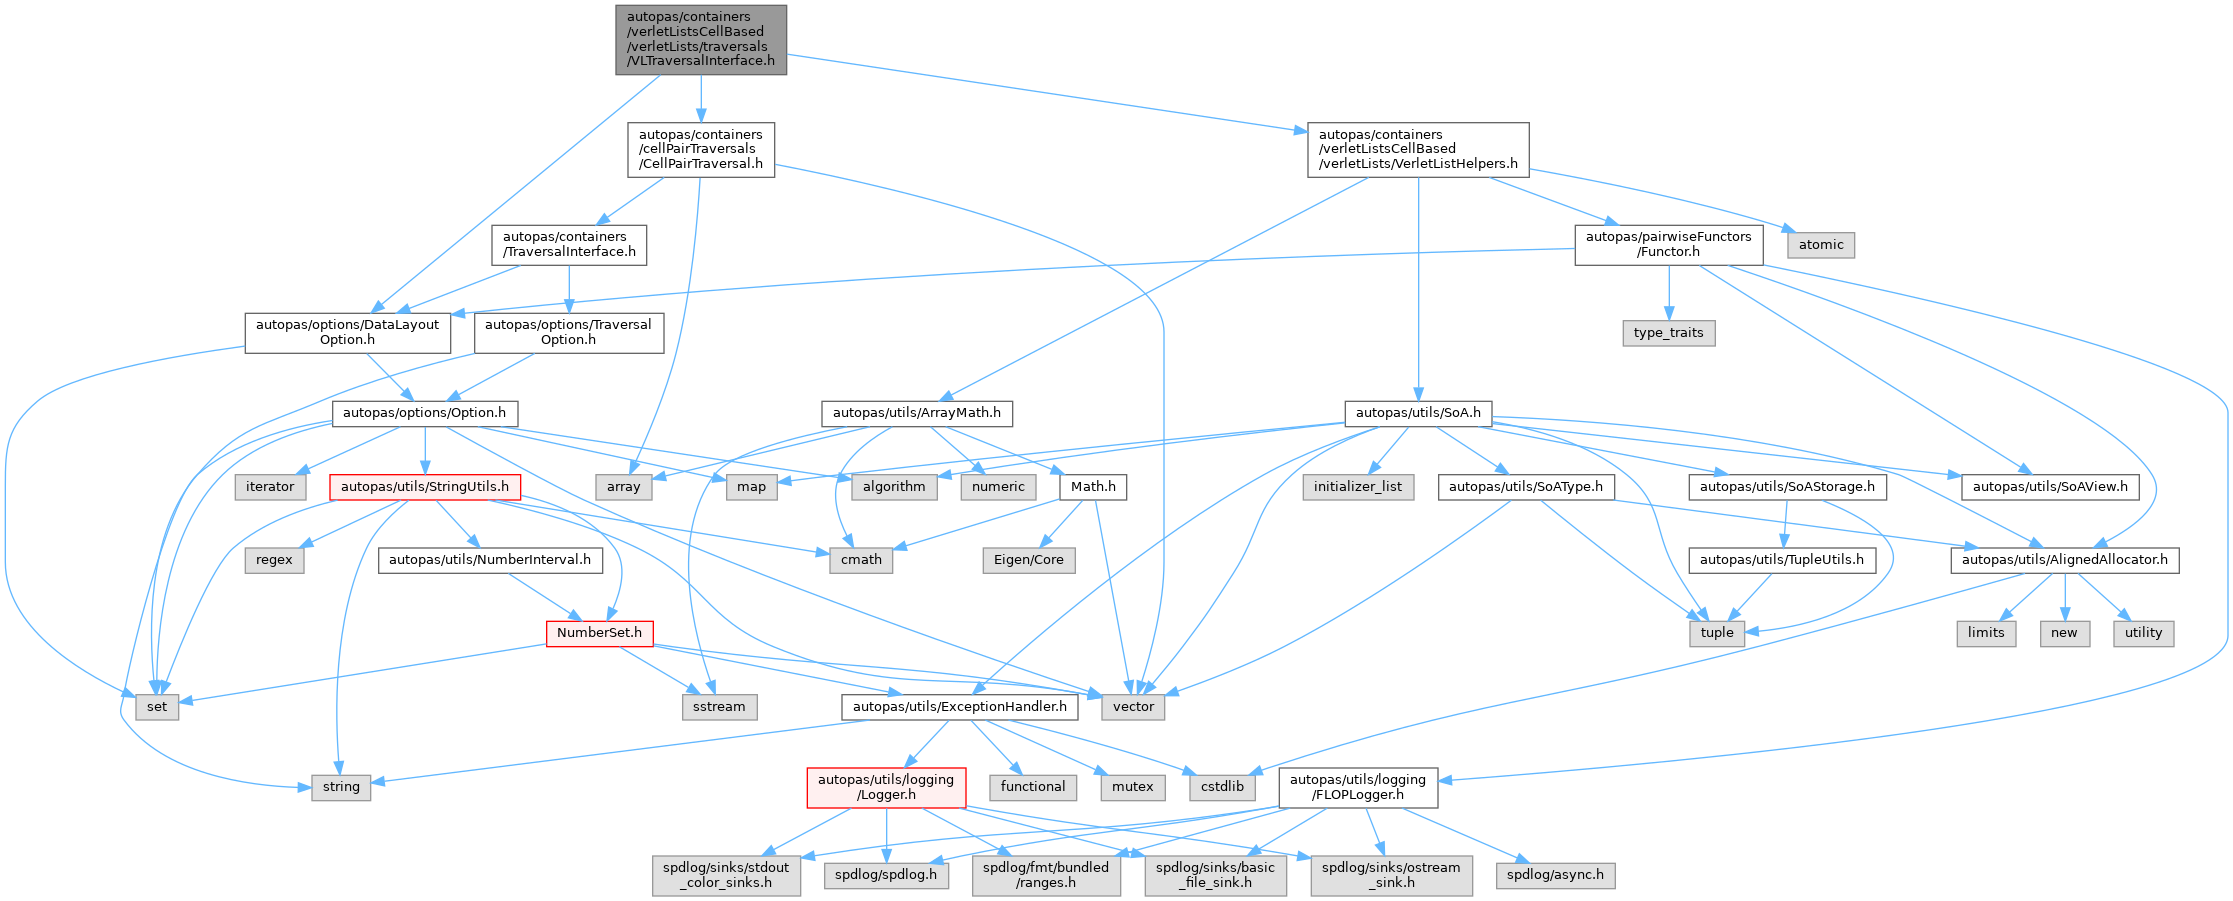 autopas/containers
/verletListsCellBased
/verletLists/traversals
/VLTraversalInterface.h
autopas/containers
/cellPairTraversals
/CellPairTraversal.h
autopas/containers
/verletListsCellBased
/verletLists/VerletListHelpers.h
autopas/containers
/TraversalInterface.h
autopas/pairwiseFunctors
/Functor.h
atomic
autopas/options/DataLayout
Option.h
autopas/options/Traversal
Option.h
type_traits
autopas/options/Option.h
autopas/utils/ArrayMath.h
autopas/utils/SoA.h
iterator
autopas/utils/StringUtils.h
array
map
algorithm
numeric
Math.h
initializer_list
autopas/utils/SoAType.h
autopas/utils/SoAStorage.h
autopas/utils/SoAView.h
regex
autopas/utils/NumberInterval.h
cmath
Eigen/Core
autopas/utils/TupleUtils.h
autopas/utils/AlignedAllocator.h
NumberSet.h
tuple
limits
new
utility
set
sstream
autopas/utils/ExceptionHandler.h
vector
string
autopas/utils/logging
/Logger.h
functional
mutex
cstdlib
autopas/utils/logging
/FLOPLogger.h
spdlog/sinks/stdout
_color_sinks.h
spdlog/spdlog.h
spdlog/fmt/bundled
/ranges.h
spdlog/sinks/basic
_file_sink.h
spdlog/sinks/ostream
_sink.h
spdlog/async.h